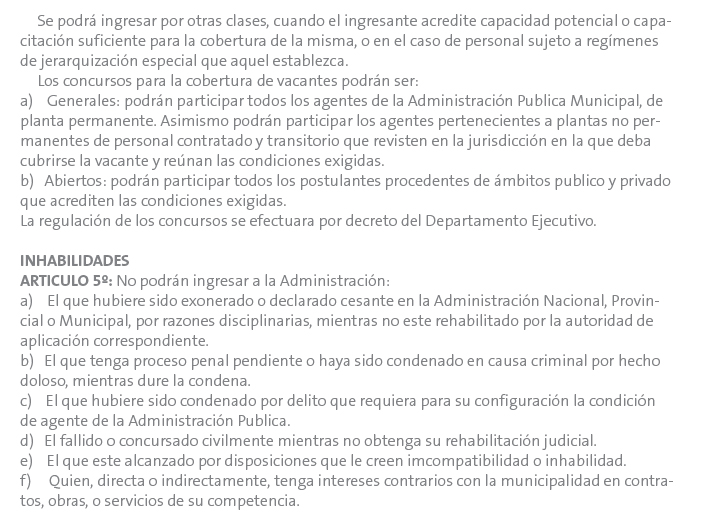 Se podrá ingresar por otras clases, cuando el ingresante acredite capacidad potencial o capa-
citación suficiente para la cobertura de la misma, o en el caso de personal sujeto a regímenes
de jerarquización especial que aquel establezca.
Los concursos para la cobertura de vacantes podrán ser:
a) Generales: podrán participar todos los agentes de la Administración Publica Municipal, de
planta permanente. Asimismo podrán participar los agentes pertenecientes a plantas no per-
manentes de personal contratado y transitorio que revisten en la jurisdicción en la que deba
cubrirse la vacante y reúnan las condiciones exigidas.
b) Abiertos: podrán participar todos los postulantes procedentes de ámbitos publico y privado
que acrediten las condiciones exigidas.
La regulación de los concursos se efectuara por decreto del Departamento Ejecutivo.
INHABILIDADES
ARTICULO 5º: No podrán ingresar a la Administración:
a) El que hubiere sido exonerado o declarado cesante en la Administración Nacional, Provin-
cial o Municipal, por razones disciplinarias, mientras no este rehabilitado por la autoridad de
aplicación correspondiente.
b) El que tenga proceso penal pendiente o haya sido condenado en causa criminal por hecho
doloso, mientras dure la condena.
c) El que hubiere sido condenado por delito que requiera para su configuración la condición
de agente de la Administración Publica.
d) El fallido o concursado civilmente mientras no obtenga su rehabilitación judicial.
e) El que este alcanzado por disposiciones que le creen imcompatibilidad o inhabilidad.
f) Quien, directa o indirectamente, tenga intereses contrarios con la municipalidad en contra-
tos, obras, o servicios de su competencia.